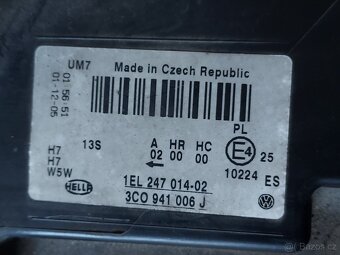 UM7 Made in Czech Republic
01 56:51
01-12-05
PL
13S
A HR HC
02 00 00
E4 25
H7
H7
W5W
10224 ES
HELLA
1EL 247 014-02
3C0 941 006 J
© Bazoš.cz